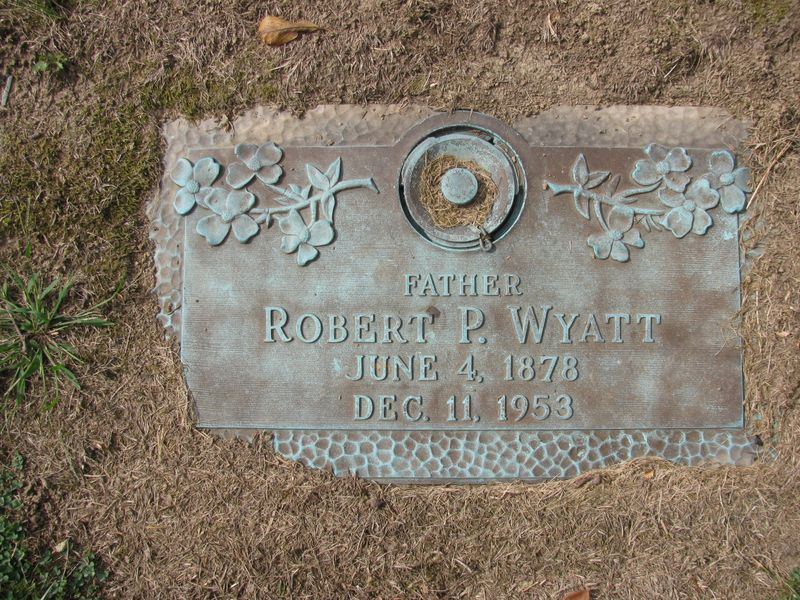 FATHER
ROBERT P. WYATT
JUNE 4, 1878
DEC. 11, 1953